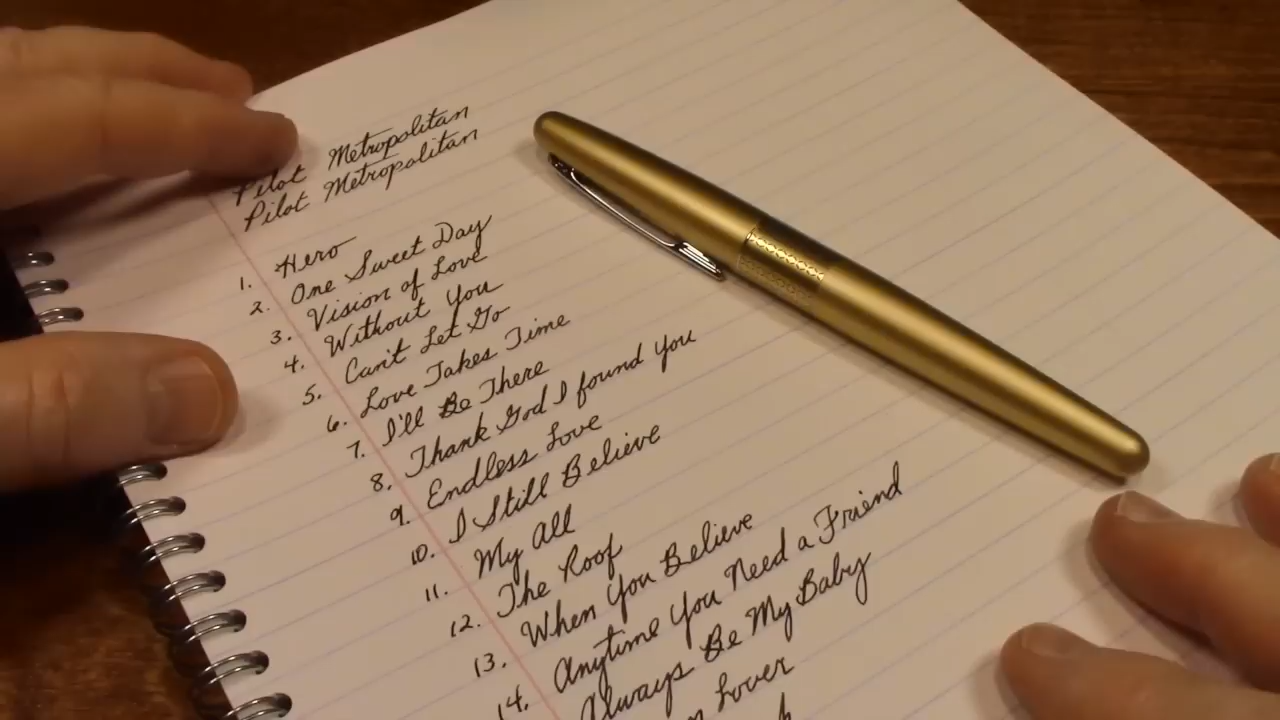 Pilot Metropolitan
Pilot Metropolitan
1. Hero
2. One Sweet Day
3. Vision of Love
4. Without You
5. Can't Let Go
6. Love Takes Time
7. I'll Be There
8. Thank God I found You
9. Endless Love
10. I Still Believe
11. My All
12. The Roof
13. When You Believe
14. Anytime You Need a Friend
Always Be My Baby
Lover